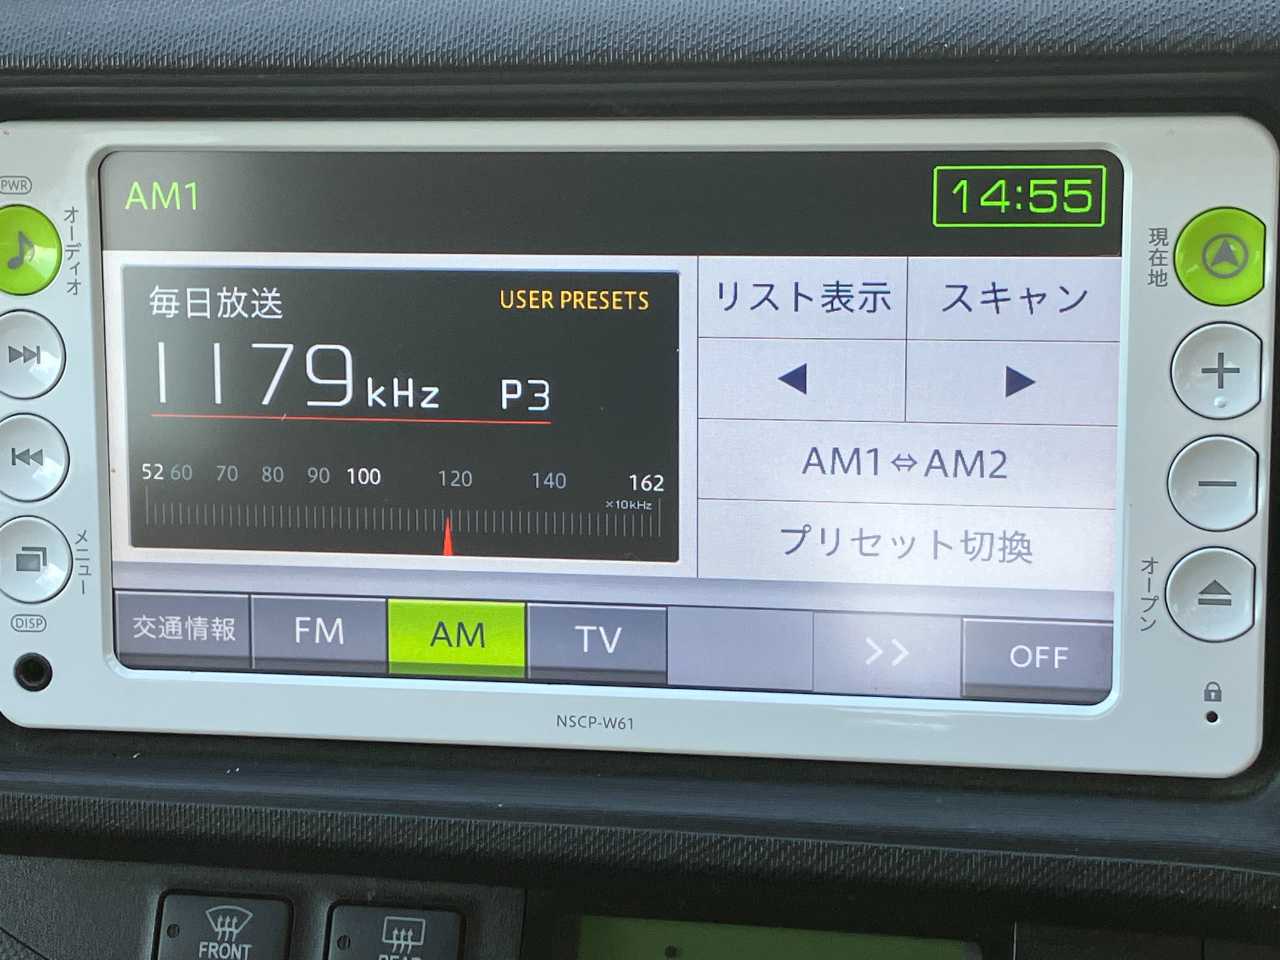 PWR
オーディオ
AM1
14:55
現在地
毎日放送
USER PRESETS
1179kHz P3
52 60 70 80 90 100 120 140 162
×10kHz
リスト表示
スキャン
AM1⇔AM2
プリセット切換
メニュー
DISP
オープン
交通情報
FM
AM
TV
>>
OFF
NSCP-W61
FRONT
REAR